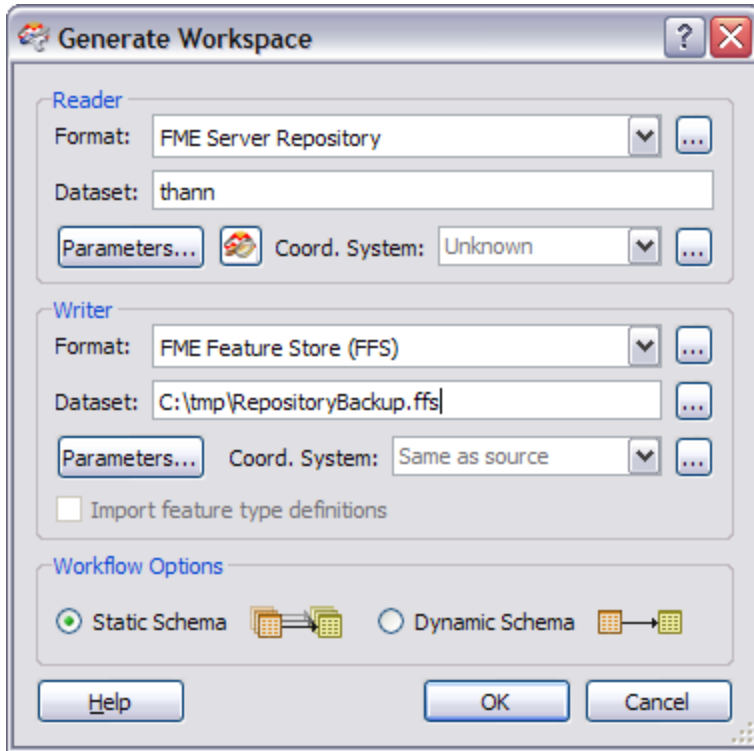 Generate Workspace
Reader
Format: FME Server Repository ...
Dataset: thann
Parameters... Coord. System: Unknown ...
Writer
Format: FME Feature Store (FFS) ...
Dataset: C:\tmp\RepositoryBackup.ffs ...
Parameters... Coord. System: Same as source ...
Import feature type definitions
Workflow Options
Static Schema Dynamic Schema
Help OK Cancel